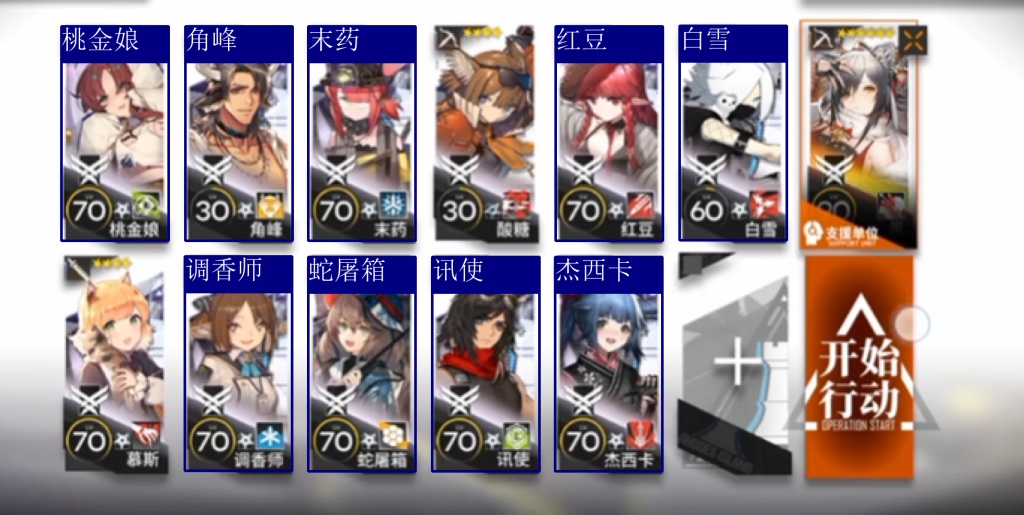 桃金娘
角峰
末药
红豆
白雪
70
30
70
30
70
60
桃金娘
角峰
末药
酸糖
红豆
白雪
支援单位
SUPPORT UNIT
调香师
蛇屠箱
讯使
杰西卡
70
70
70
70
70
慕斯
调香师
蛇屠箱
讯使
杰西卡
开始
行动
OPERATION START